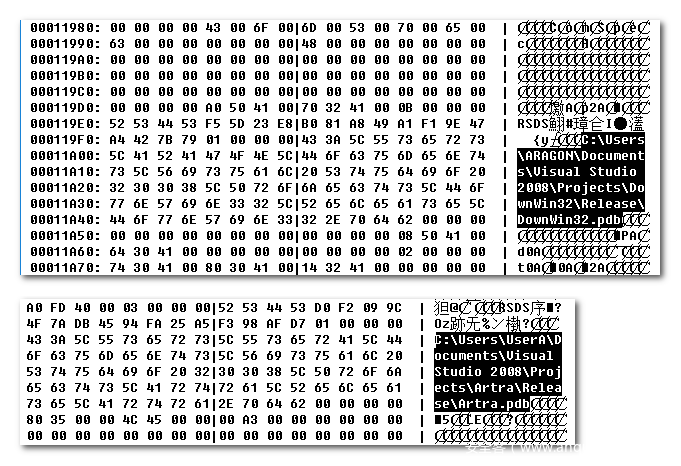 00011980: 00 00 00 00 43 00 6F 00|6D 00 53 00 70 00 65 00 | ComSpe
00011990: 63 00 00 00 00 00 00 00|48 00 00 00 00 00 00 00 | c
000119A0: 00 00 00 00 00 00 00 00|00 00 00 00 00 00 00 00 |
000119B0: 00 00 00 00 00 00 00 00|00 00 00 00 00 00 00 00 |
000119C0: 00 00 00 00 00 00 00 00|00 00 00 00 00 00 00 00 |
000119D0: 00 00 00 00 A0 50 41 00|70 32 41 00 0B 00 00 00 | p2A
000119E0: 52 53 44 53 F5 5D 23 E8|B0 81 A8 49 A1 F1 9E 47 | RSDS
000119F0: A4 42 7B 79 01 00 00 00|43 3A 5C 55 73 65 72 73 | {y C:\Users
00011A00: 5C 41 52 41 47 4F 4E 5C|44 6F 63 75 6D 65 6E 74 | \ARAGON\Document
00011A10: 73 5C 56 69 73 75 61 6C|20 53 74 75 64 69 6F 20 | s\Visual Studio
00011A20: 32 30 30 38 5C 50 72 6F|6A 65 63 74 73 5C 44 6F | 2008\Projects\Do
00011A30: 77 6E 57 69 6E 33 32 5C|52 65 6C 65 61 73 65 5C | wnWin32\Release\
00011A40: 44 6F 77 6E 57 69 6E 33|32 2E 70 64 62 00 00 00 | DownWin32.pdb
00011A50: 00 00 00 00 00 00 00 00|00 00 00 00 08 50 41 00 | PA
00011A60: 64 30 41 00 00 00 00 00|00 00 00 00 02 00 00 00 | d0A
00011A70: 74 30 41 00 80 30 41 00|14 32 41 00 00 00 00 00 | t0A 0A 2A
A0 FD 40 00 03 00 00 00|52 53 44 53 D0 F2 09 9C | 狚@ RSDS序 ?
4F 7A DB 45 94 FA 25 A5|F3 98 AF D7 01 00 00 00 | Oz
43 3A 5C 55 73 65 72 73|5C 55 73 65 72 41 5C 44 | C:\Users\UserA\D
6F 63 75 6D 65 6E 74 73|5C 56 69 73 75 61 6C 20 | ocuments\Visual
53 74 75 64 69 6F 20 32|30 30 38 5C 50 72 6F 6A | Studio 2008\Proj
65 63 74 73 5C 41 72 74|72 61 5C 52 65 6C 65 61 | ects\Artra\Relea
73 65 5C 41 72 74 72 61|2E 70 64 62 00 00 00 00 | se\Artra.pdb
80 35 00 00 4C 45 00 00|00 A3 00 00 00 00 00 00 | 5 LE ?
00 00 00 00 00 00 00 00|00 00 00 00 00 00 00 00 |